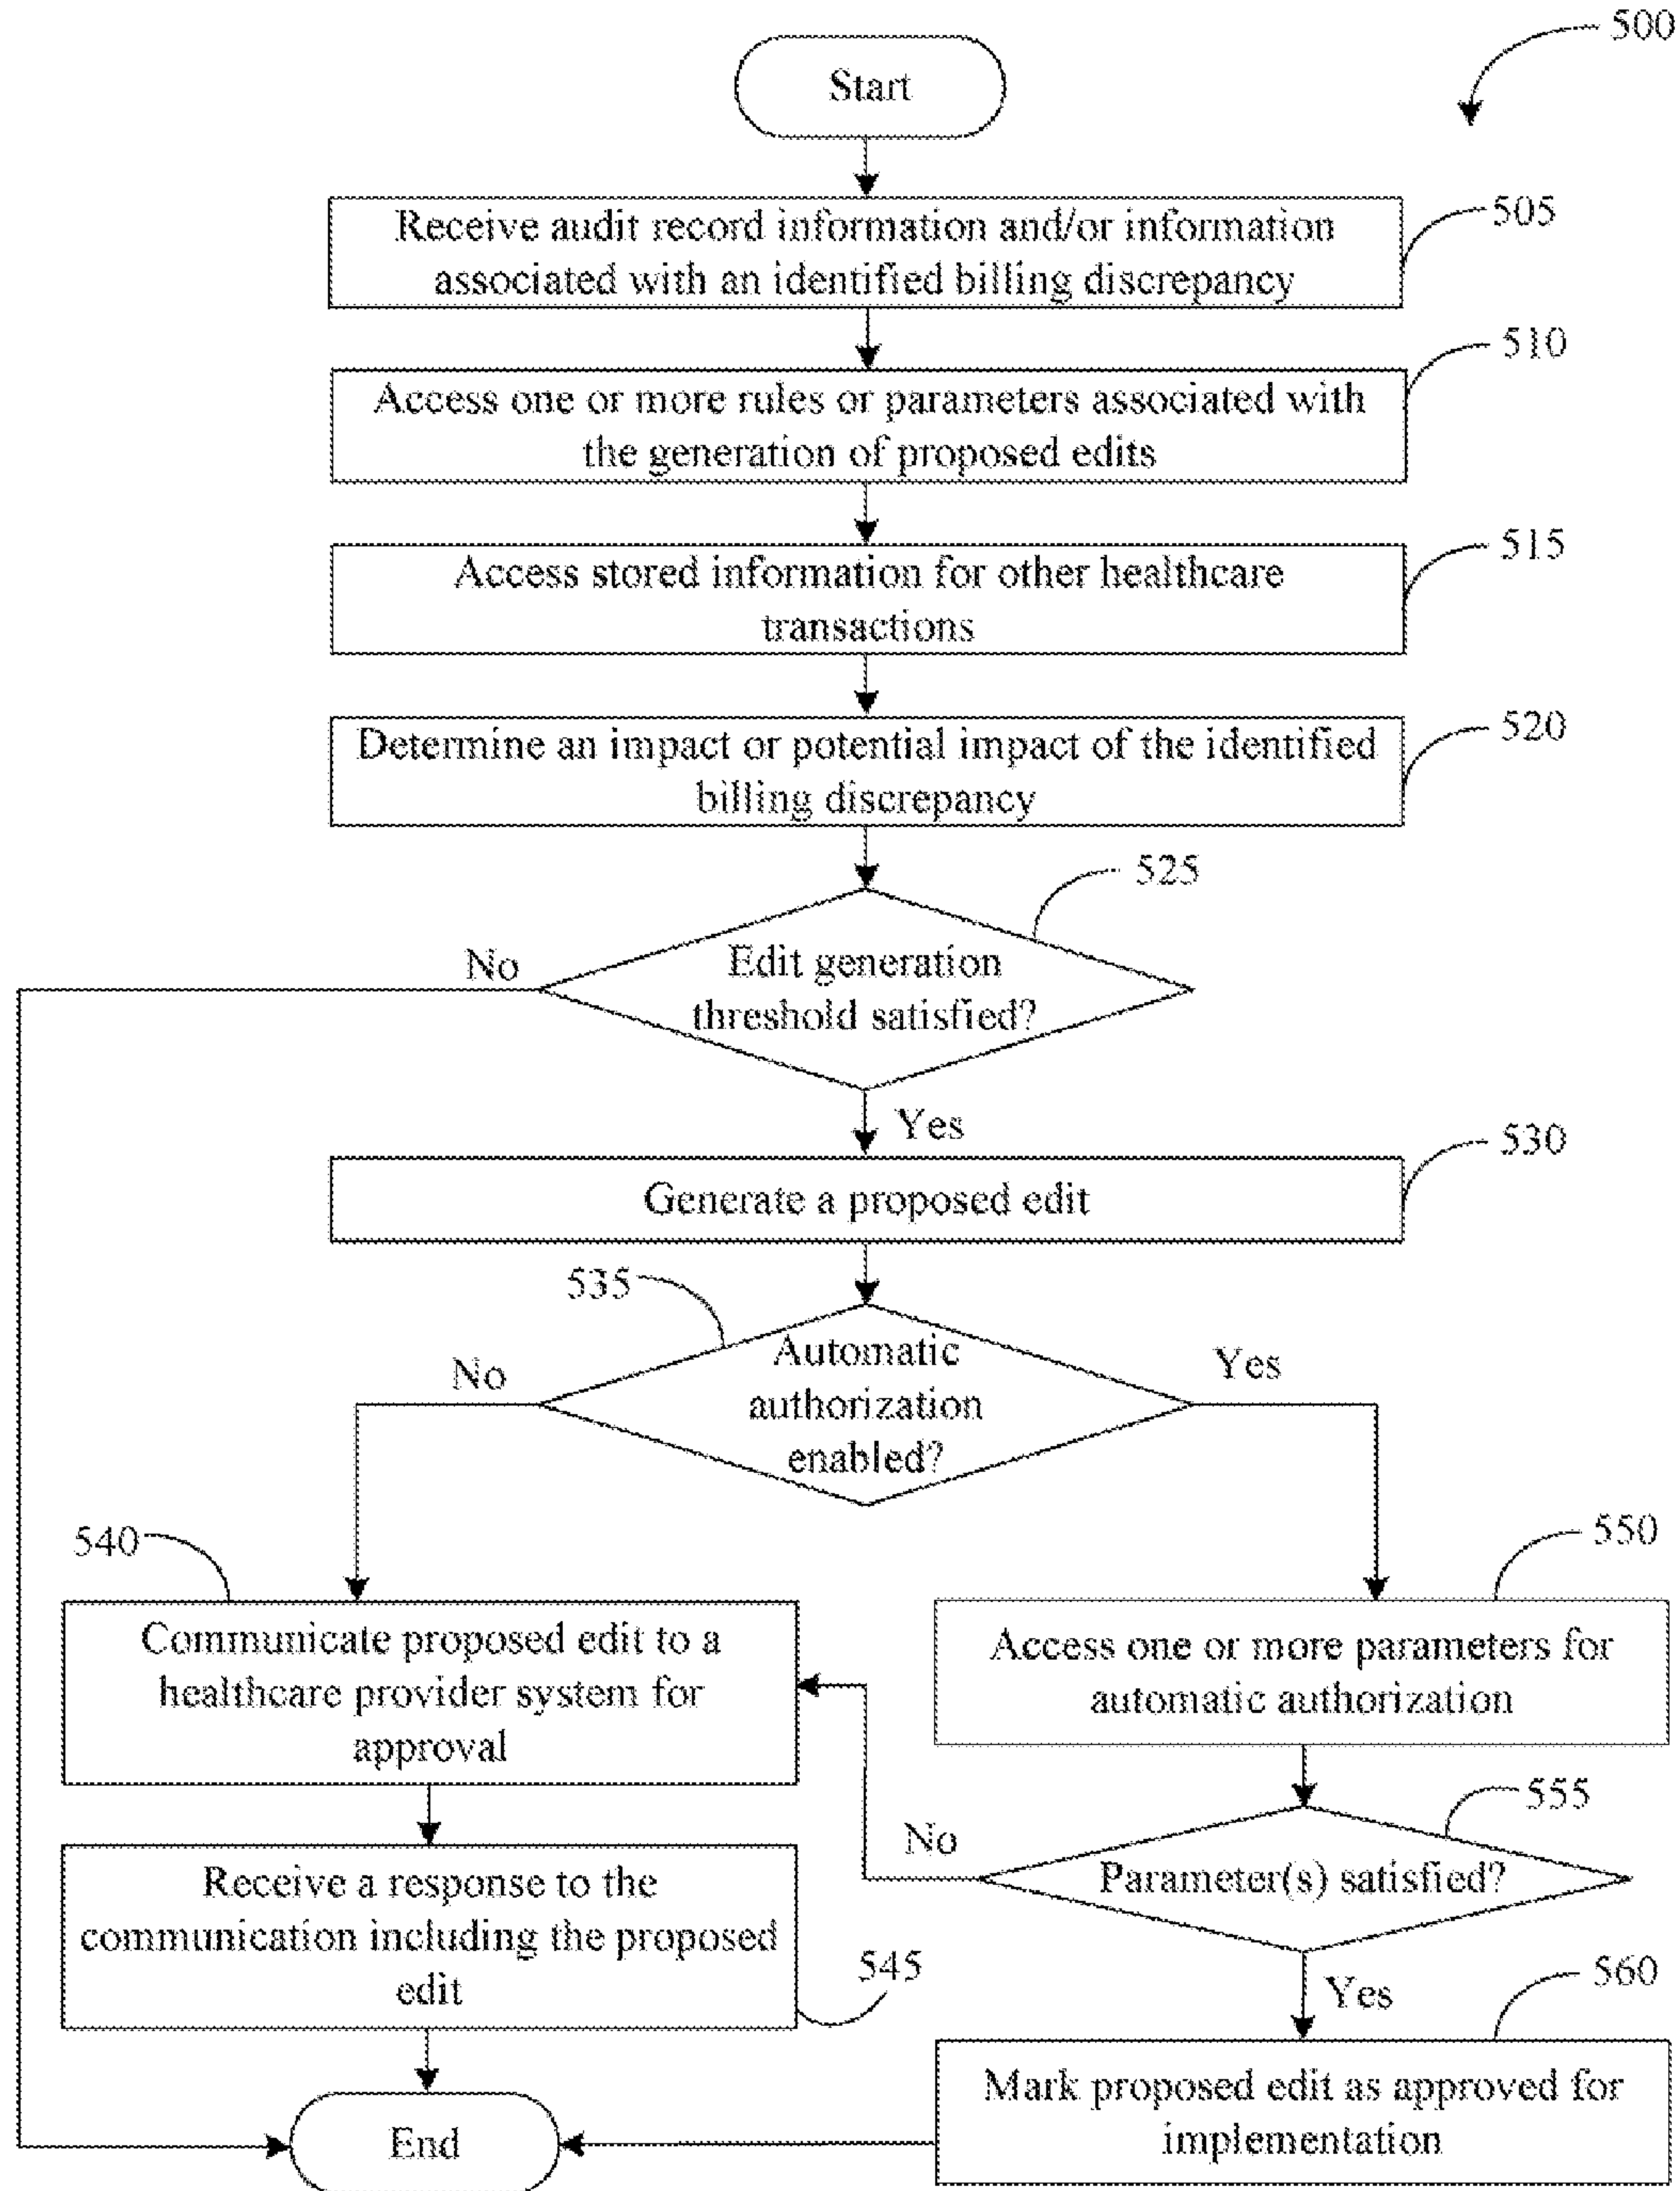 500
Start
Receive audit record information and/or information
associated with an identified billing discrepancy
505
Access one or more rules or parameters associated with
the generation of proposed edits
510
Access stored information for other healthcare
transactions
515
Determine an impact or potential impact of the identified
billing discrepancy
520
525
No
Edit generation
threshold satisfied?
Yes
530
Generate a proposed edit
535
No
Automatic
authorization
enabled?
Yes
540
Communicate proposed edit to a
healthcare provider system for
approval
550
Access one or more parameters for
automatic authorization
555
No
Parameter(s) satisfied?
Receive a response to the
communication including the proposed
edit
545
Yes
560
Mark proposed edit as approved for
implementation
End